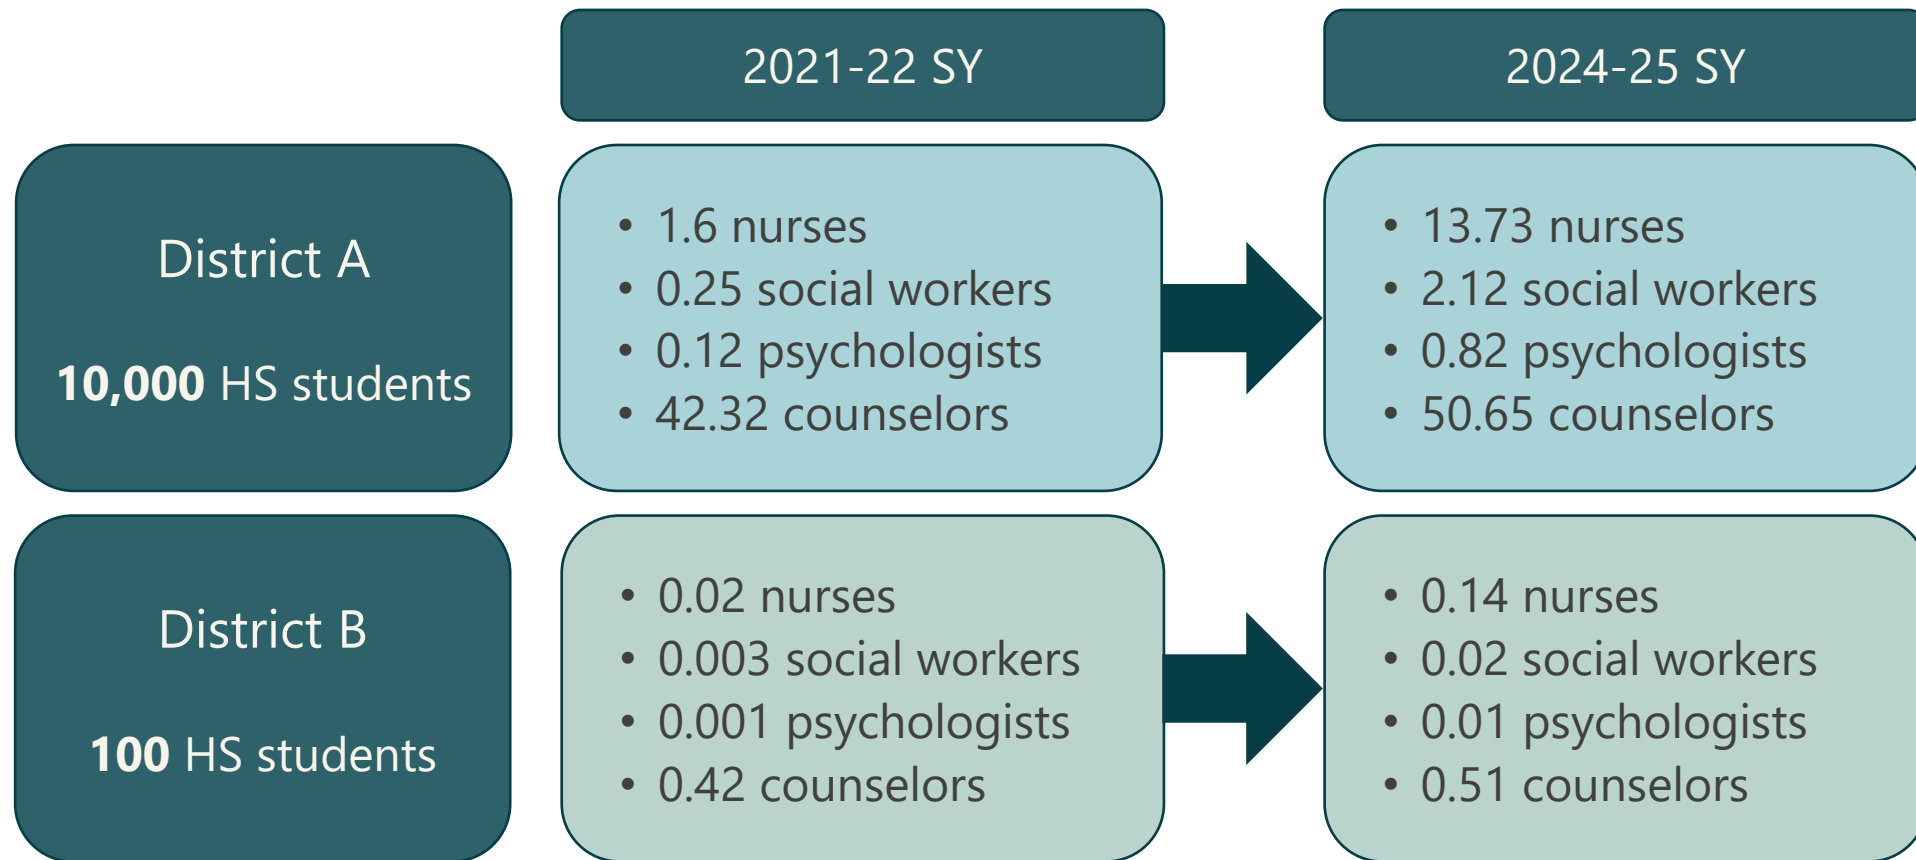 2021-22 SY
2024-25 SY
District A
10,000 HS students
• 1.6 nurses
• 0.25 social workers
• 0.12 psychologists
• 42.32 counselors
• 13.73 nurses
• 2.12 social workers
• 0.82 psychologists
• 50.65 counselors
District B
100 HS students
• 0.02 nurses
• 0.003 social workers
• 0.001 psychologists
• 0.42 counselors
• 0.14 nurses
• 0.02 social workers
• 0.01 psychologists
• 0.51 counselors